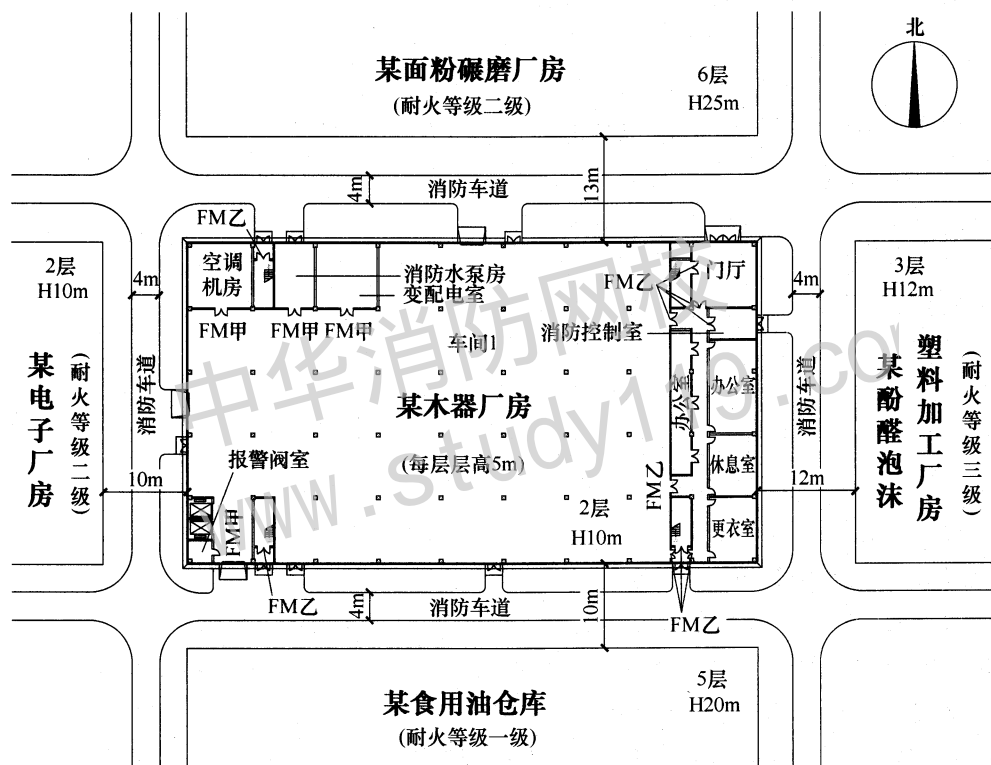 北
某面粉碾磨厂房
(耐火等级二级)
6层
H25m
4m
消防车道
13m
FM乙
2层
H10m
4m
空调
机房
消防水泵房
变配电室
FM乙
门厅
4m
3层
H12m
FM甲
FM甲
FM甲
车间1
消防控制室
某电子厂房
(耐火等级二级)
消防车道
某木器厂房
(每层层高5m)
办公室
办公室
消防车道
某酚醛泡沫
塑料加工厂房
(耐火等级三级)
报警阀室
10m
FM乙
休息室
12m
FM甲
2层
H10m
更衣室
FM乙
4m
消防车道
10m
FM乙
某食用油仓库
(耐火等级一级)
5层
H20m
中华消防网校
www.study119.co